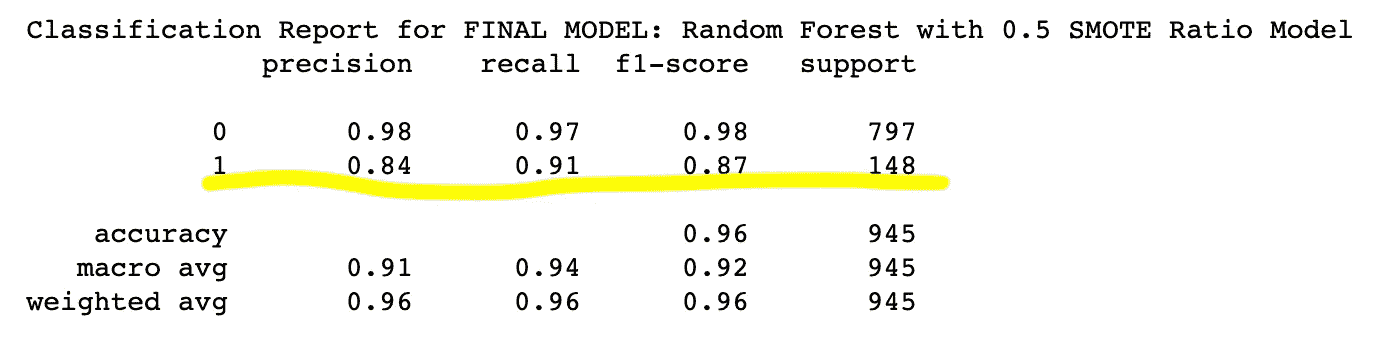 Classification Report for FINAL MODEL: Random Forest with 0.5 SMOTE Ratio Model
precision recall f1-score support
0 0.98 0.97 0.98 797
1 0.84 0.91 0.87 148
accuracy 0.96 945
macro avg 0.91 0.94 0.92 945
weighted avg 0.96 0.96 0.96 945